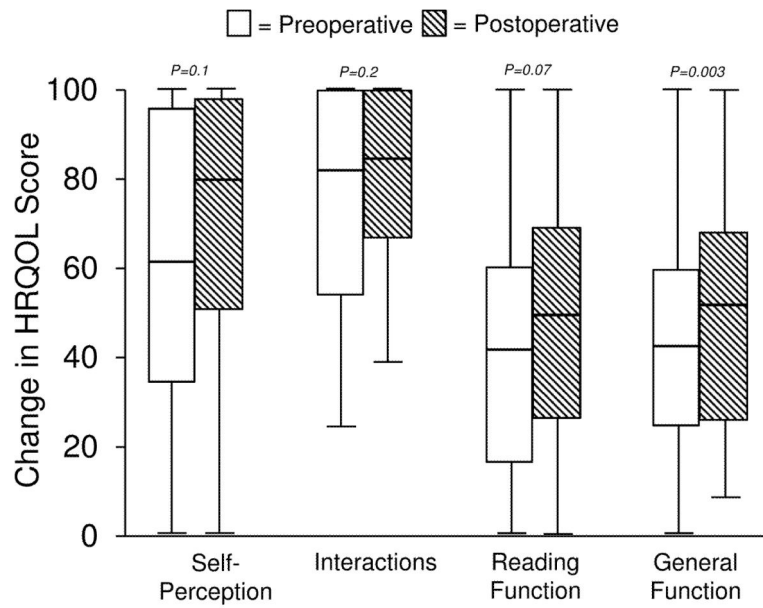 = Preoperative = Postoperative
P=0.1 P=0.2 P=0.07 P=0.003
Change in HRQOL Score
100
80
60
40
20
0
Self-
Perception
Interactions
Reading
Function
General
Function